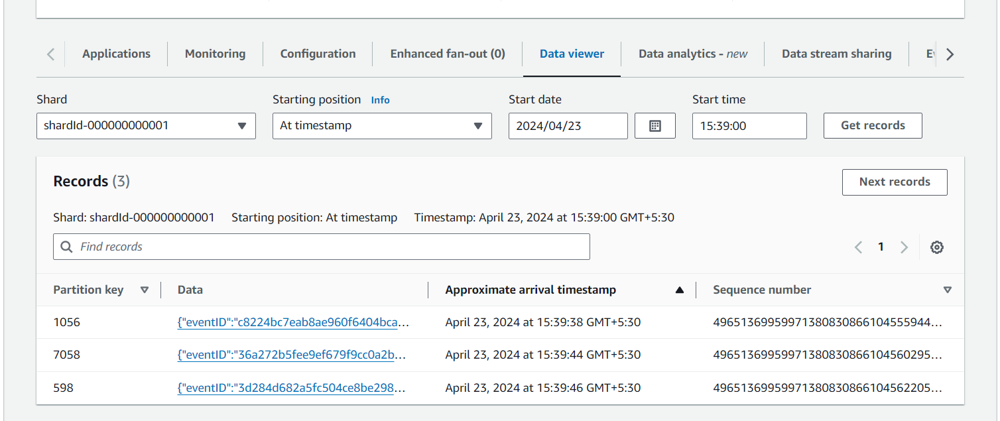 Applications Monitoring Configuration Enhanced fan-out (0) Data viewer Data analytics - new Data stream sharing
Shard Starting position Info Start date Start time
shardId-000000000001 At timestamp 2024/04/23 15:39:00 Get records
Records (3) Next records
Shard: shardId-000000000001 Starting position: At timestamp Timestamp: April 23, 2024 at 15:39:00 GMT+5:30
Find records 1
Partition key Data Approximate arrival timestamp Sequence number
1056 {"eventID":"c8224bc7eab8ae960f6404bca... April 23, 2024 at 15:39:38 GMT+5:30 49651369959971380830866104555944...
7058 {"eventID":"36a272b5fee9ef679f9cc0a2b... April 23, 2024 at 15:39:44 GMT+5:30 49651369959971380830866104560295...
598 {"eventID":"3d284d682a5fc504ce8be298... April 23, 2024 at 15:39:46 GMT+5:30 49651369959971380830866104562205...